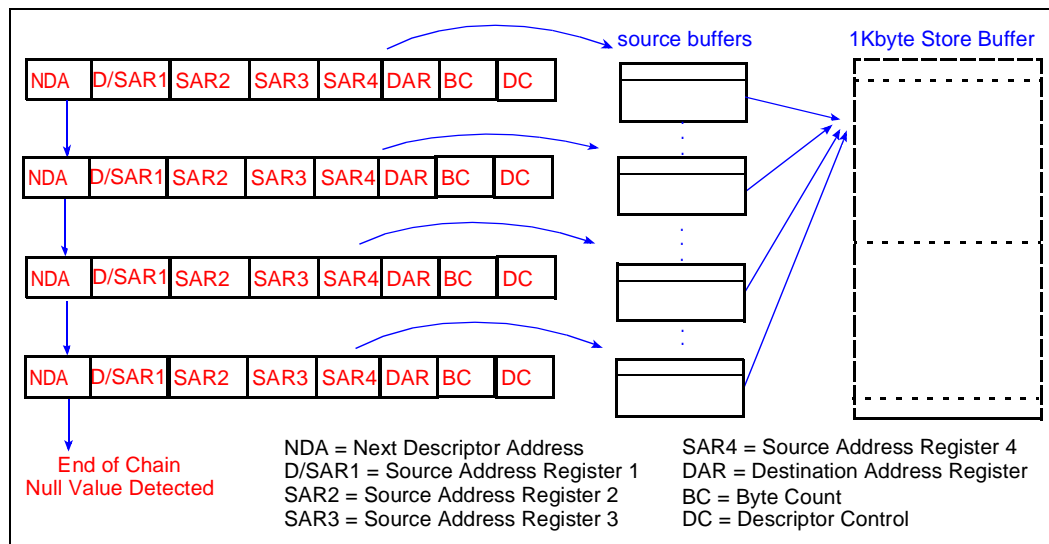 source buffers
1Kbyte Store Buffer
NDA D/SAR1 SAR2 SAR3 SAR4 DAR BC DC
NDA D/SAR1 SAR2 SAR3 SAR4 DAR BC DC
NDA D/SAR1 SAR2 SAR3 SAR4 DAR BC DC
NDA D/SAR1 SAR2 SAR3 SAR4 DAR BC DC
End of Chain
Null Value Detected
NDA = Next Descriptor Address
D/SAR1 = Source Address Register 1
SAR2 = Source Address Register 2
SAR3 = Source Address Register 3
SAR4 = Source Address Register 4
DAR = Destination Address Register
BC = Byte Count
DC = Descriptor Control